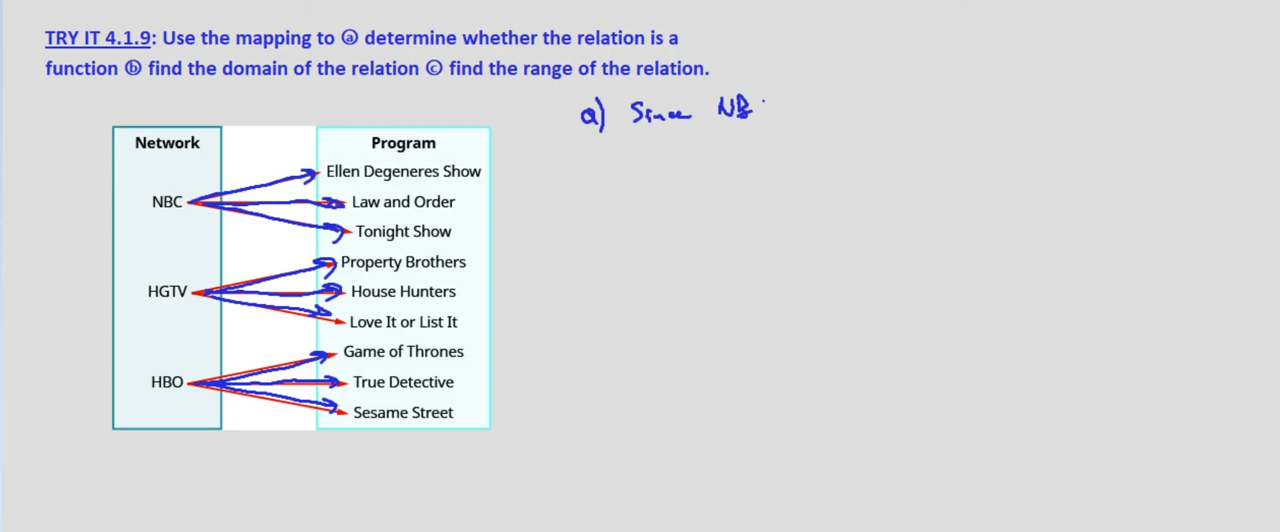 TRY IT 4.1.9: Use the mapping to ⓐ determine whether the relation is a
function ⓑ find the domain of the relation ⓒ find the range of the relation.
a) Since NB
Network
Program
Ellen Degeneres Show
NBC
Law and Order
Tonight Show
Property Brothers
HGTV
House Hunters
Love It or List It
Game of Thrones
HBO
True Detective
Sesame Street